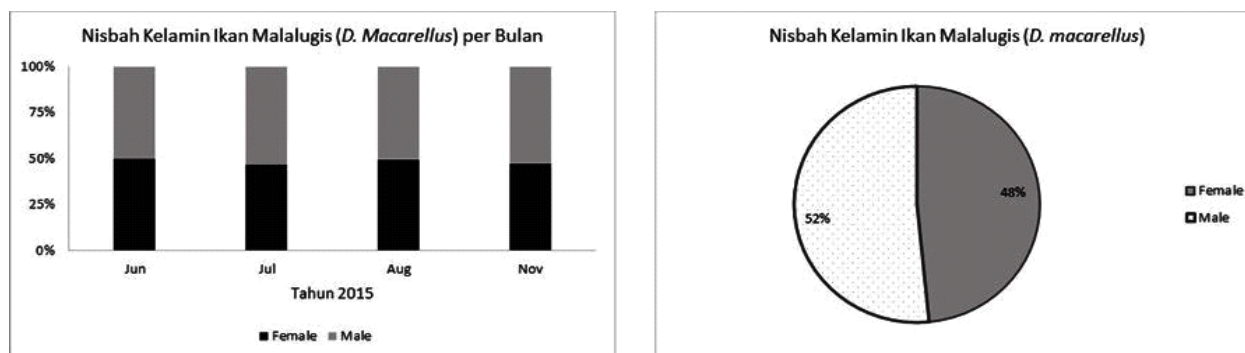 Nisbah Kelamin Ikan Malalugis (D. Macarellus) per Bulan
100%
75%
50%
25%
0%
Jun Jul Aug Nov
Tahun 2015
Female Male
Nisbah Kelamin Ikan Malalugis (D. macarellus)
48%
52%
Female
Male